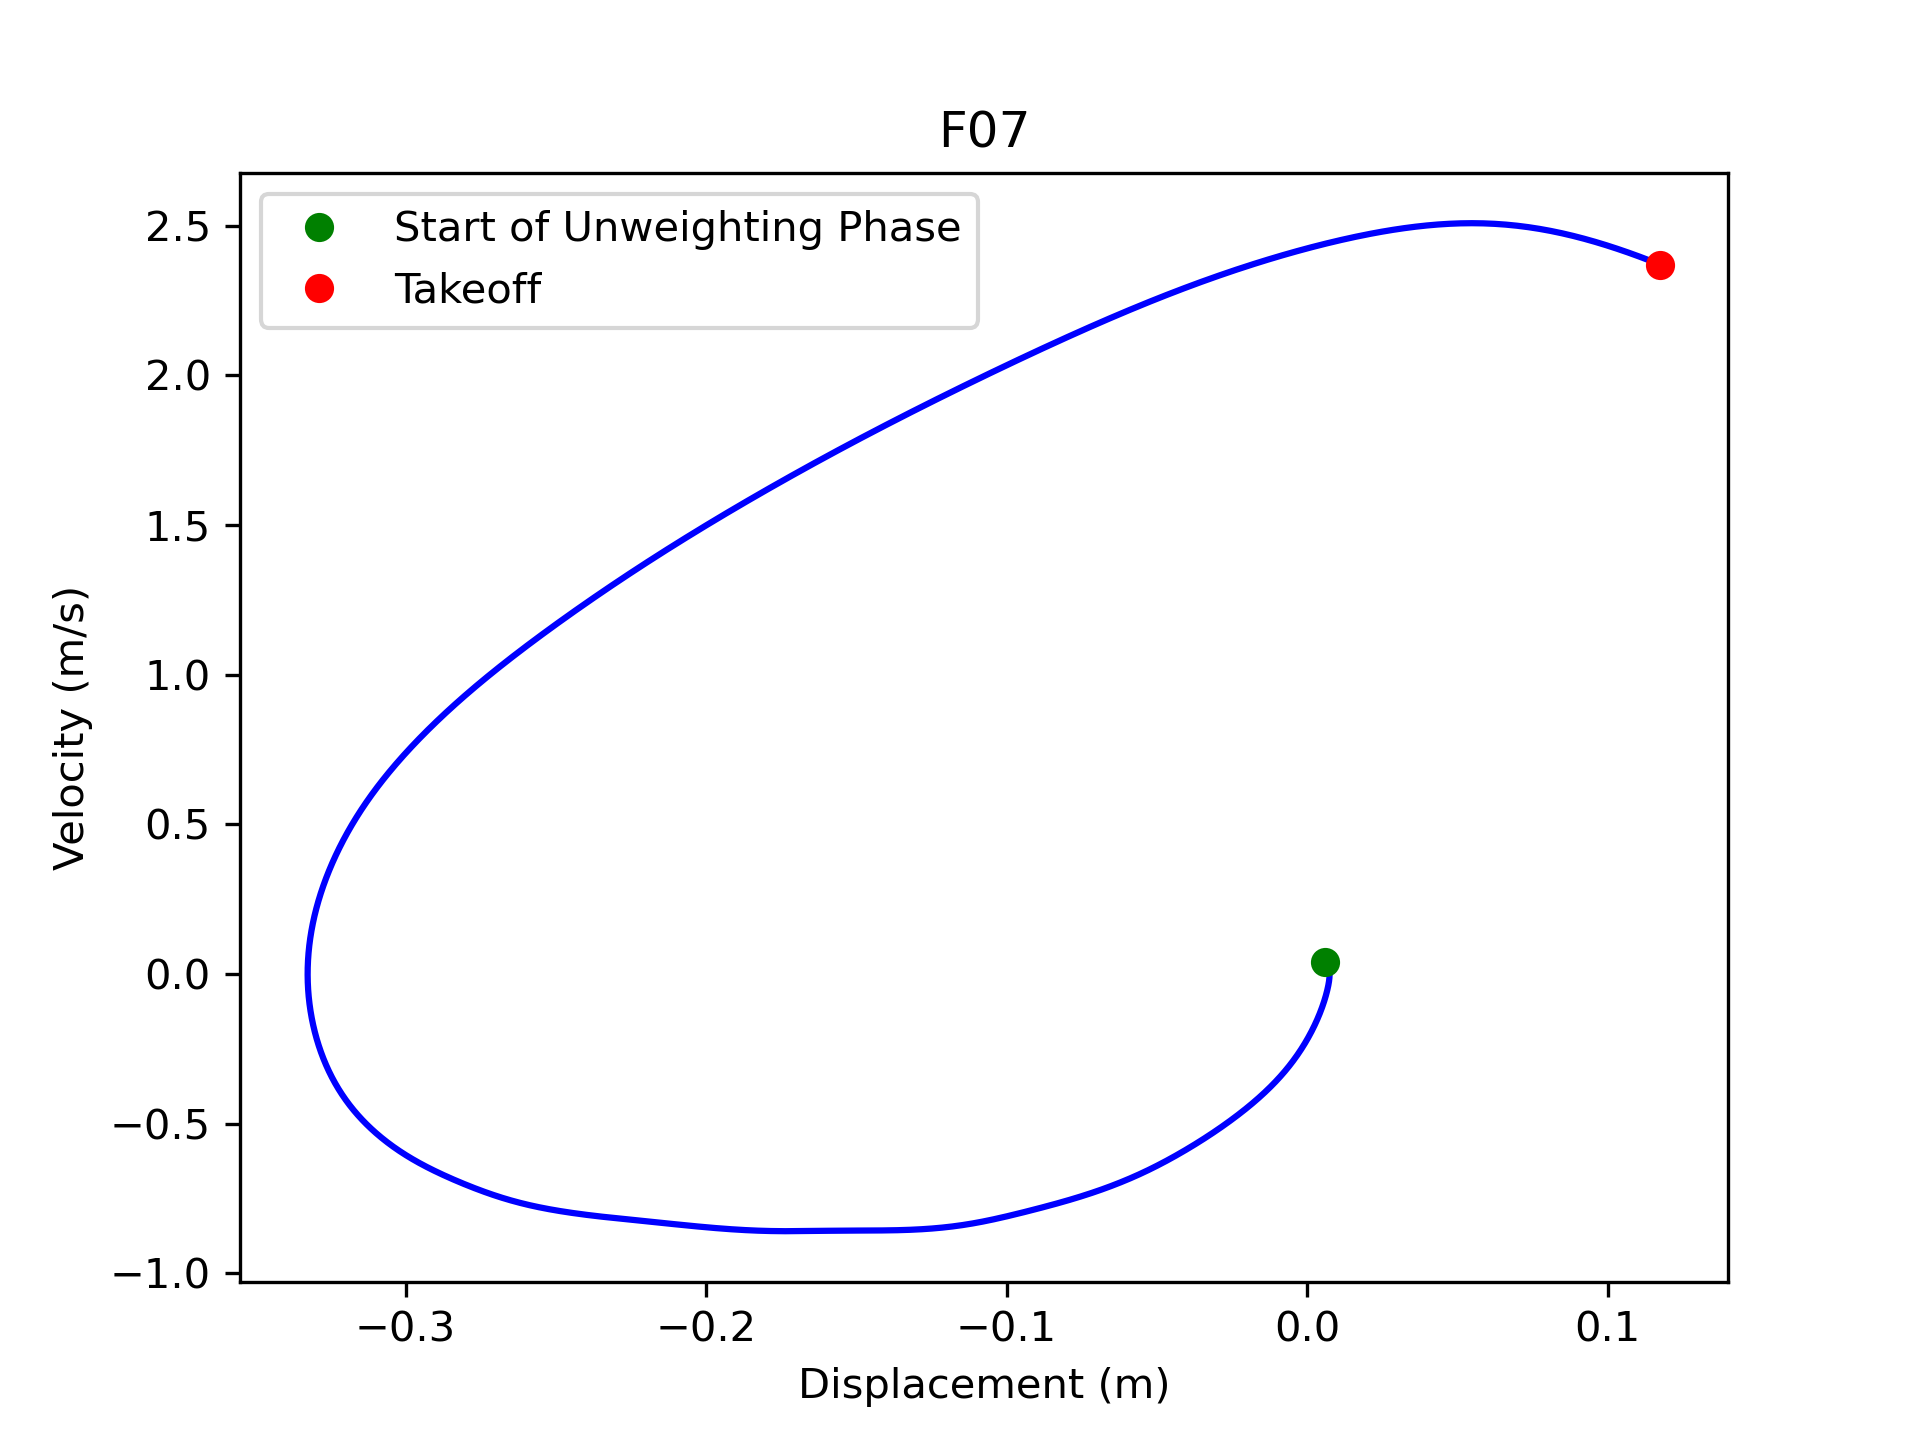 F07
Start of Unweighting Phase
Takeoff
2.5
2.0
1.5
1.0
0.5
0.0
−0.5
−1.0
Velocity (m/s)
−0.3
−0.2
−0.1
0.0
0.1
Displacement (m)